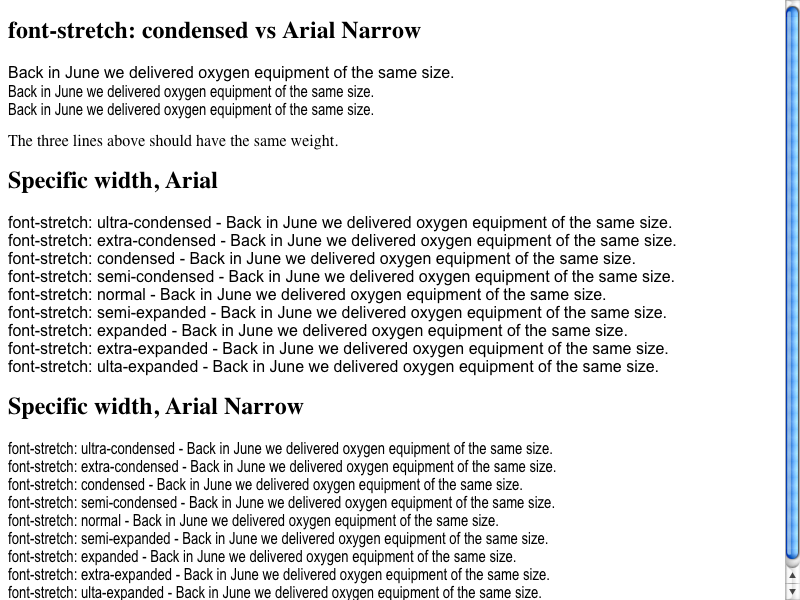 font-stretch: condensed vs Arial Narrow
Back in June we delivered oxygen equipment of the same size.
Back in June we delivered oxygen equipment of the same size.
Back in June we delivered oxygen equipment of the same size.
The three lines above should have the same weight.
Specific width, Arial
font-stretch: ultra-condensed - Back in June we delivered oxygen equipment of the same size.
font-stretch: extra-condensed - Back in June we delivered oxygen equipment of the same size.
font-stretch: condensed - Back in June we delivered oxygen equipment of the same size.
font-stretch: semi-condensed - Back in June we delivered oxygen equipment of the same size.
font-stretch: normal - Back in June we delivered oxygen equipment of the same size.
font-stretch: semi-expanded - Back in June we delivered oxygen equipment of the same size.
font-stretch: expanded - Back in June we delivered oxygen equipment of the same size.
font-stretch: extra-expanded - Back in June we delivered oxygen equipment of the same size.
font-stretch: ulta-expanded - Back in June we delivered oxygen equipment of the same size.
Specific width, Arial Narrow
font-stretch: ultra-condensed - Back in June we delivered oxygen equipment of the same size.
font-stretch: extra-condensed - Back in June we delivered oxygen equipment of the same size.
font-stretch: condensed - Back in June we delivered oxygen equipment of the same size.
font-stretch: semi-condensed - Back in June we delivered oxygen equipment of the same size.
font-stretch: normal - Back in June we delivered oxygen equipment of the same size.
font-stretch: semi-expanded - Back in June we delivered oxygen equipment of the same size.
font-stretch: expanded - Back in June we delivered oxygen equipment of the same size.
font-stretch: extra-expanded - Back in June we delivered oxygen equipment of the same size.
font-stretch: ulta-expanded - Back in June we delivered oxygen equipment of the same size.